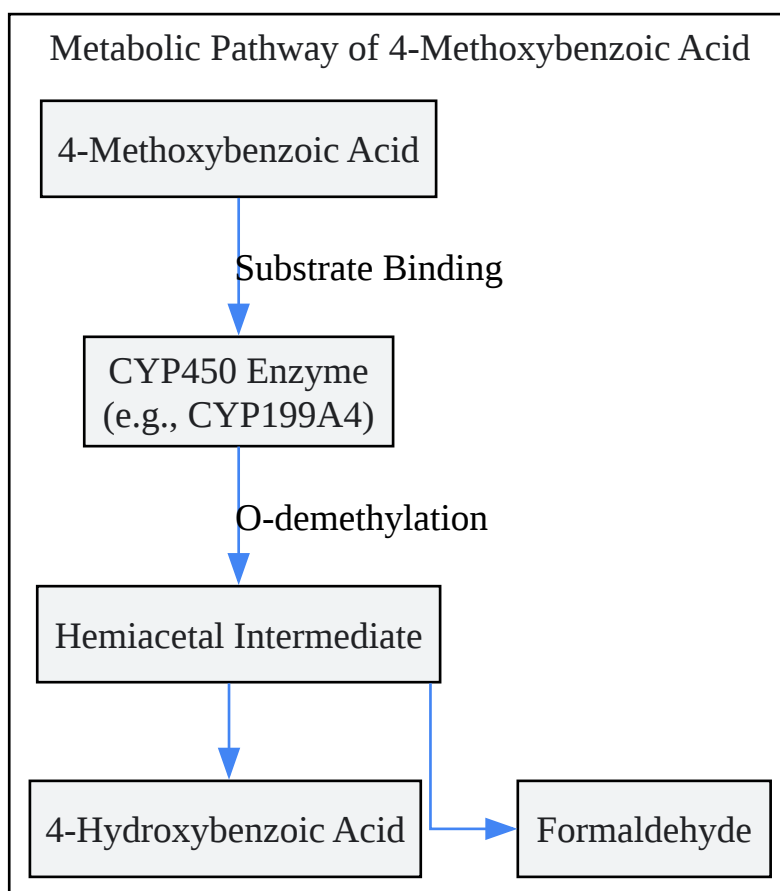 Metabolic Pathway of 4-Methoxybenzoic Acid
4-Methoxybenzoic Acid
Substrate Binding
CYP450 Enzyme
(e.g., CYP199A4)
O-demethylation
Hemiacetal Intermediate
4-Hydroxybenzoic Acid
Formaldehyde